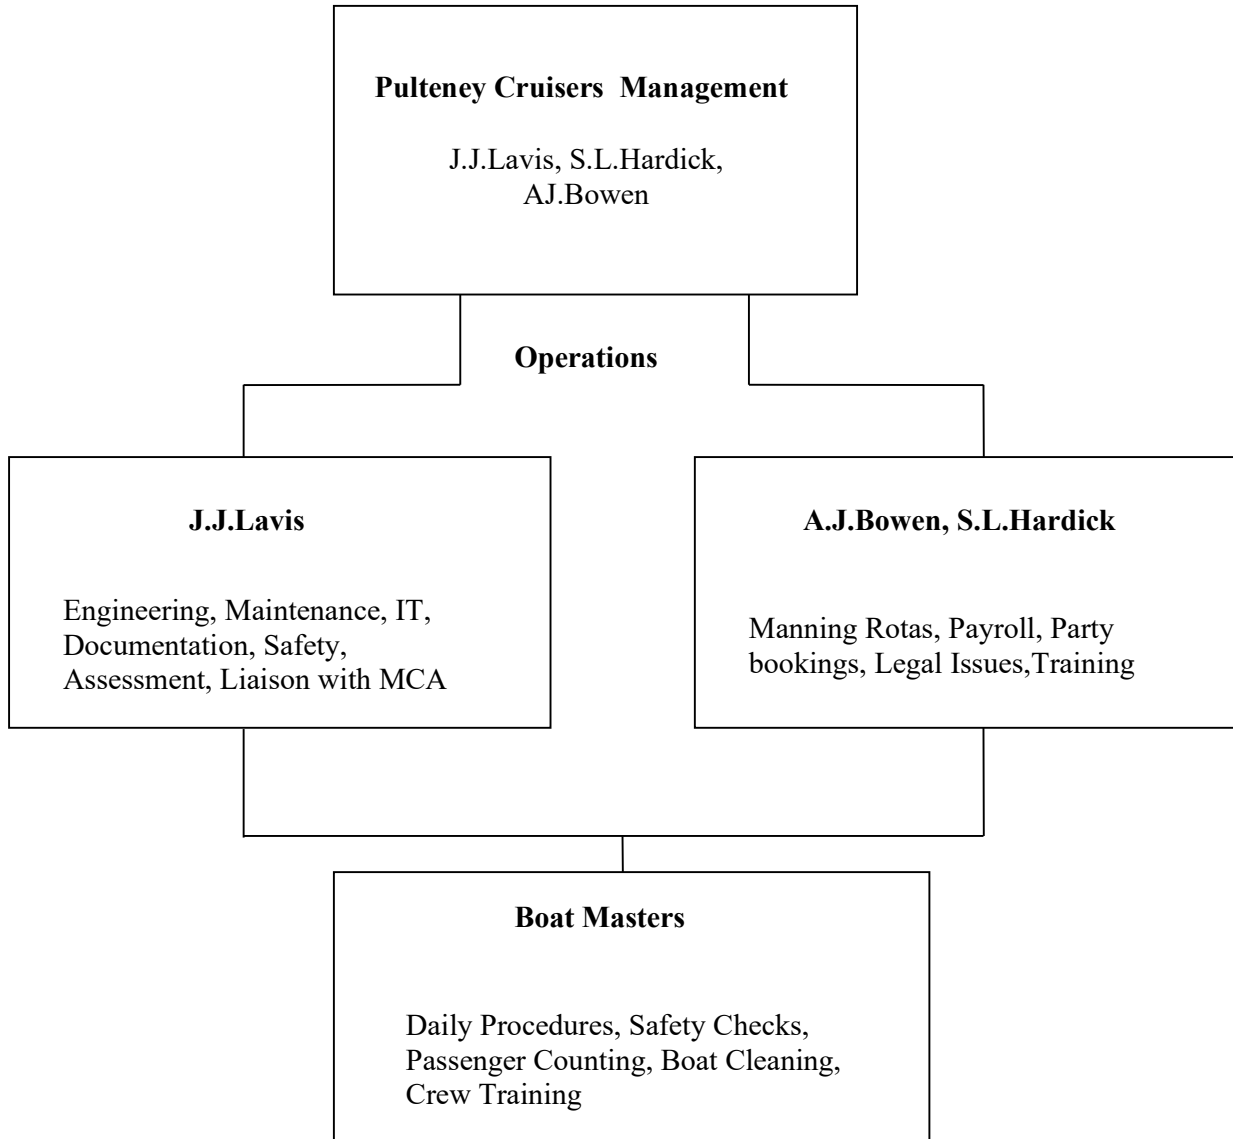 Pulteney Cruisers  Management
J.J.Lavis, S.L.Hardick,
AJ.Bowen
Operations
J.J.Lavis
Engineering, Maintenance, IT,
Documentation, Safety,
Assessment, Liaison with MCA
A.J.Bowen, S.L.Hardick
Manning Rotas, Payroll, Party
bookings, Legal Issues,Training
Boat Masters
Daily Procedures, Safety Checks,
Passenger Counting, Boat Cleaning,
Crew Training